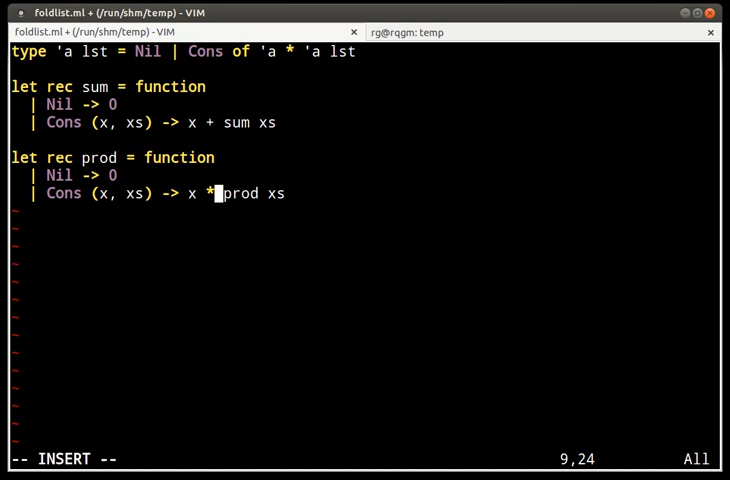 foldlist.ml + (/run/shm/temp) - VIM
foldlist.ml + (/run/shm/temp) - VIM
rg@rqgm: temp
type 'a lst = Nil | Cons of 'a * 'a lst
let rec sum = function
| Nil -> 0
| Cons (x, xs) -> x + sum xs
let rec prod = function
| Nil -> 0
| Cons (x, xs) -> x * prod xs
~
~
~
~
~
~
~
~
~
~
~
~
~
~
-- INSERT -- 9,24 All